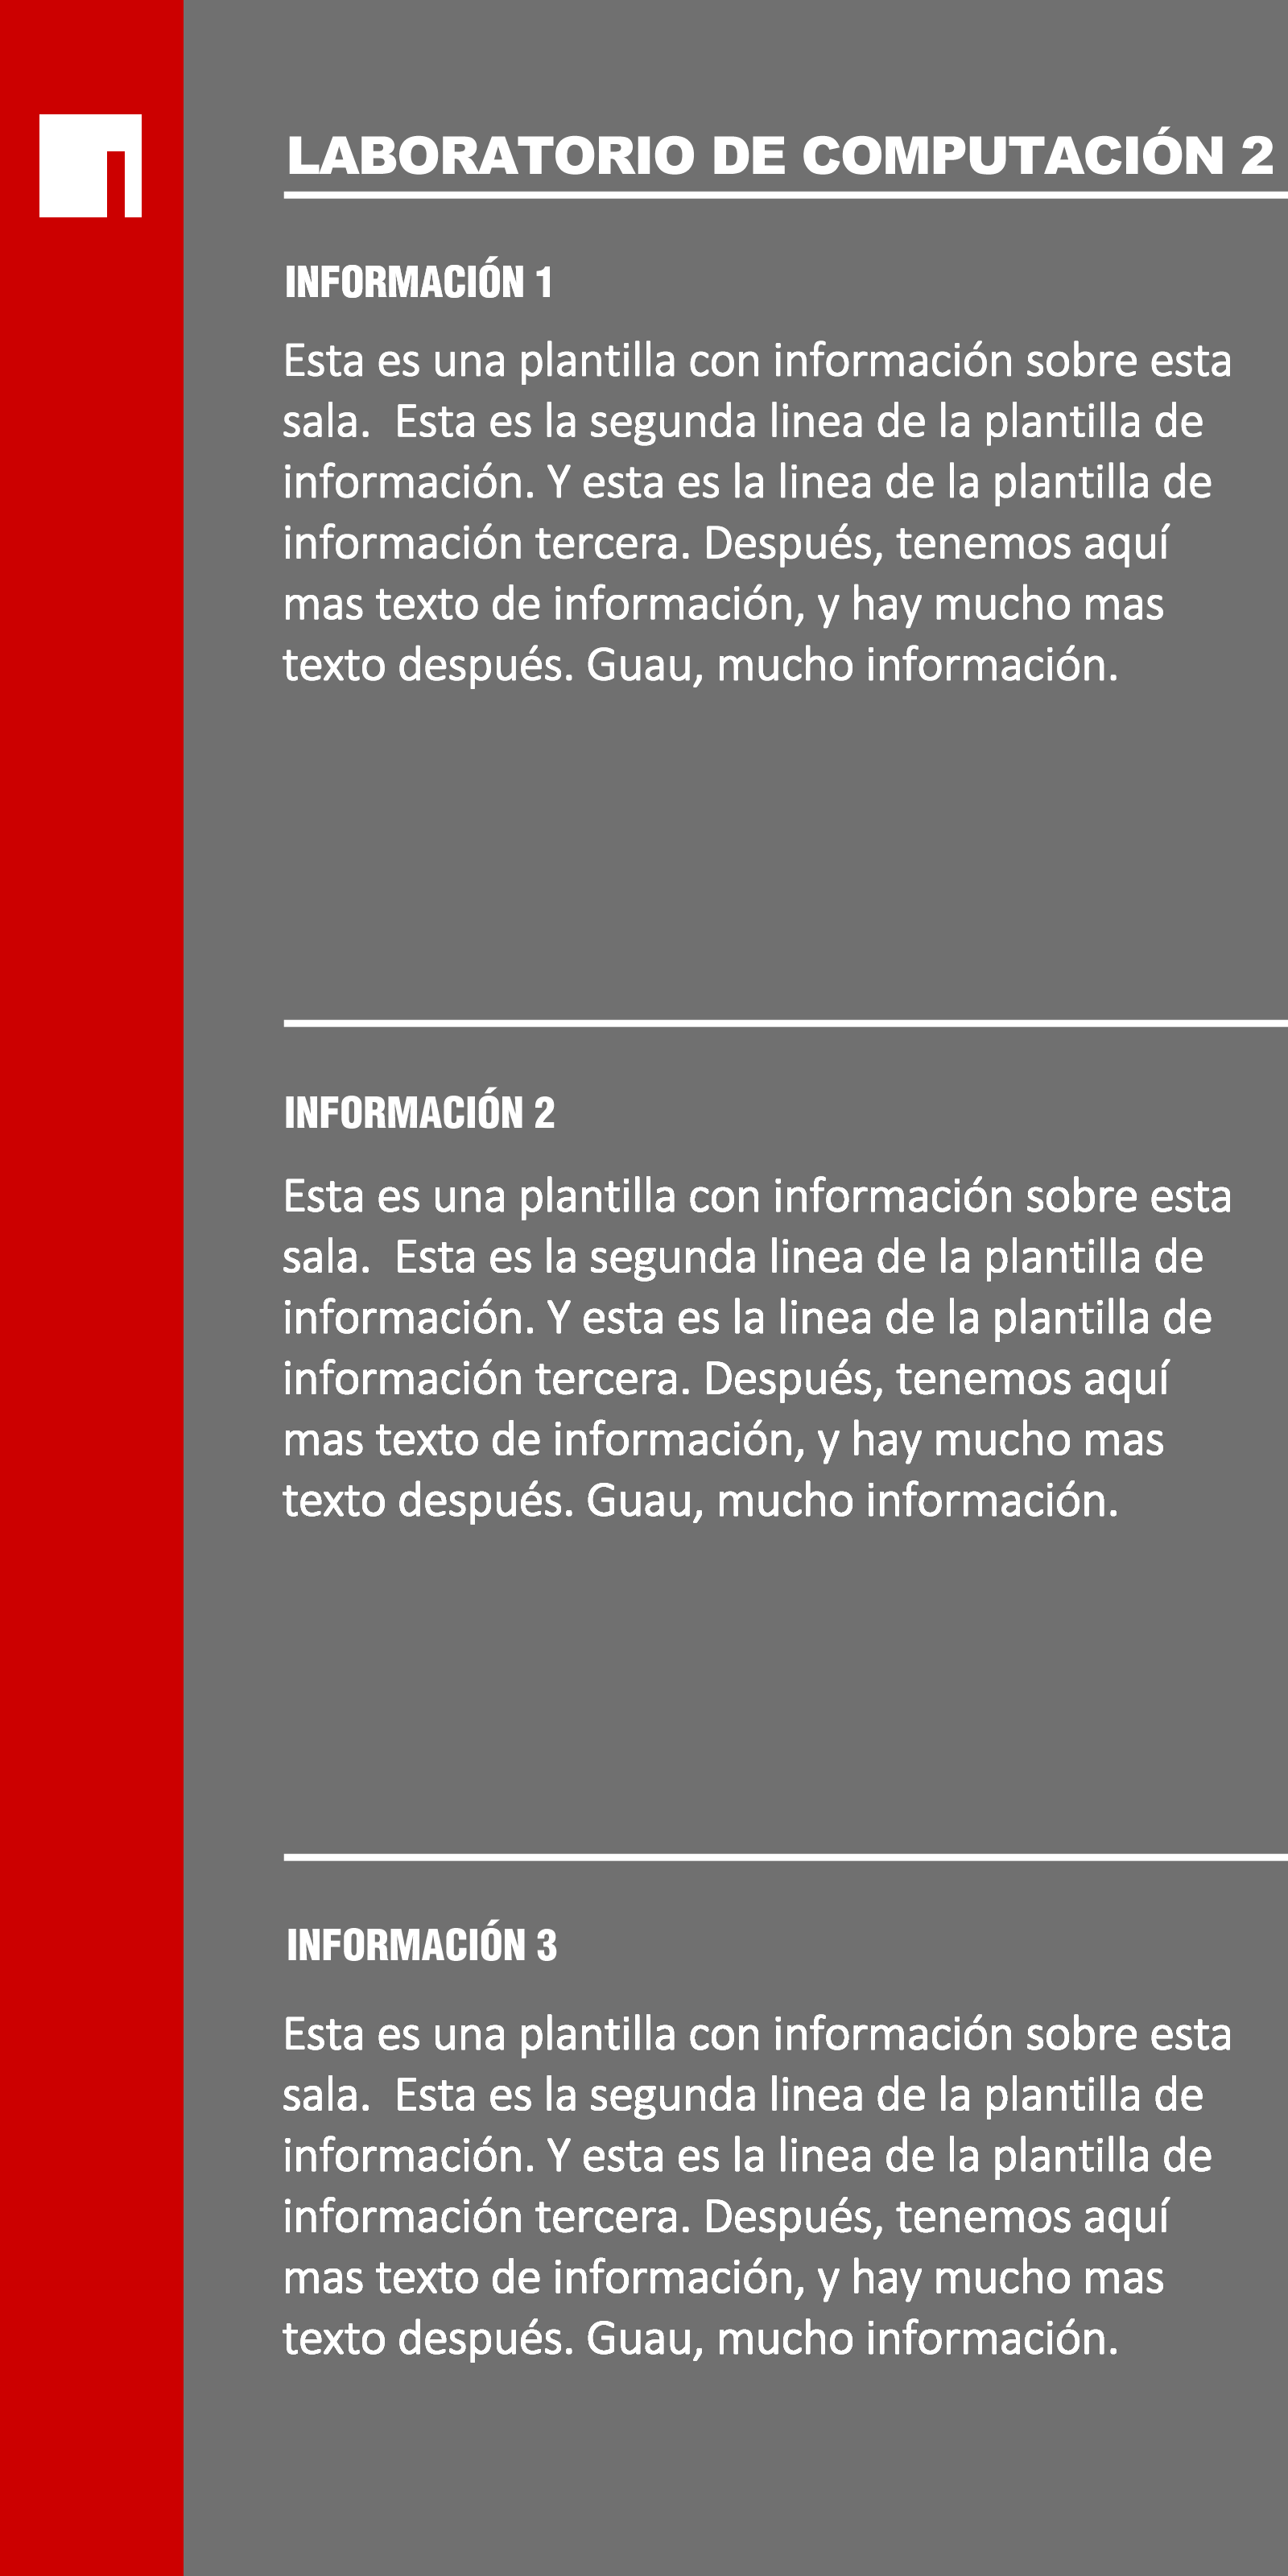 LABORATORIO DE COMPUTACIÓN 2
INFORMACIÓN 1
Esta es una plantilla con información sobre esta
sala.  Esta es la segunda linea de la plantilla de
información. Y esta es la linea de la plantilla de
información tercera. Después, tenemos aquí
mas texto de información, y hay mucho mas
texto después. Guau, mucho información.
INFORMACIÓN 2
Esta es una plantilla con información sobre esta
sala.  Esta es la segunda linea de la plantilla de
información. Y esta es la linea de la plantilla de
información tercera. Después, tenemos aquí
mas texto de información, y hay mucho mas
texto después. Guau, mucho información.
INFORMACIÓN 3
Esta es una plantilla con información sobre esta
sala.  Esta es la segunda linea de la plantilla de
información. Y esta es la linea de la plantilla de
información tercera. Después, tenemos aquí
mas texto de información, y hay mucho mas
texto después. Guau, mucho información.